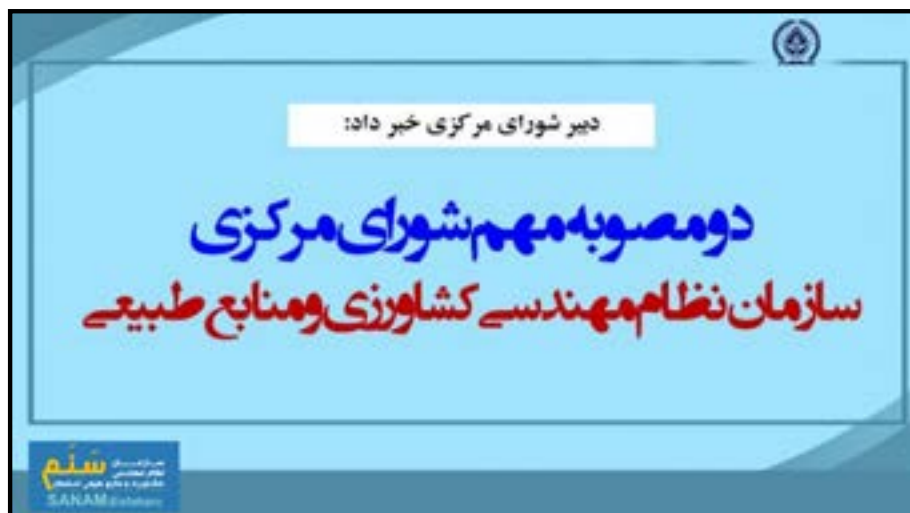 دبیر شورای مرکزی خبر داد:
دو مصوبه مهم شورای مرکزی
سازمان نظام مهندسی کشاورزی و منابع طبیعی
سَنَم
SANAM